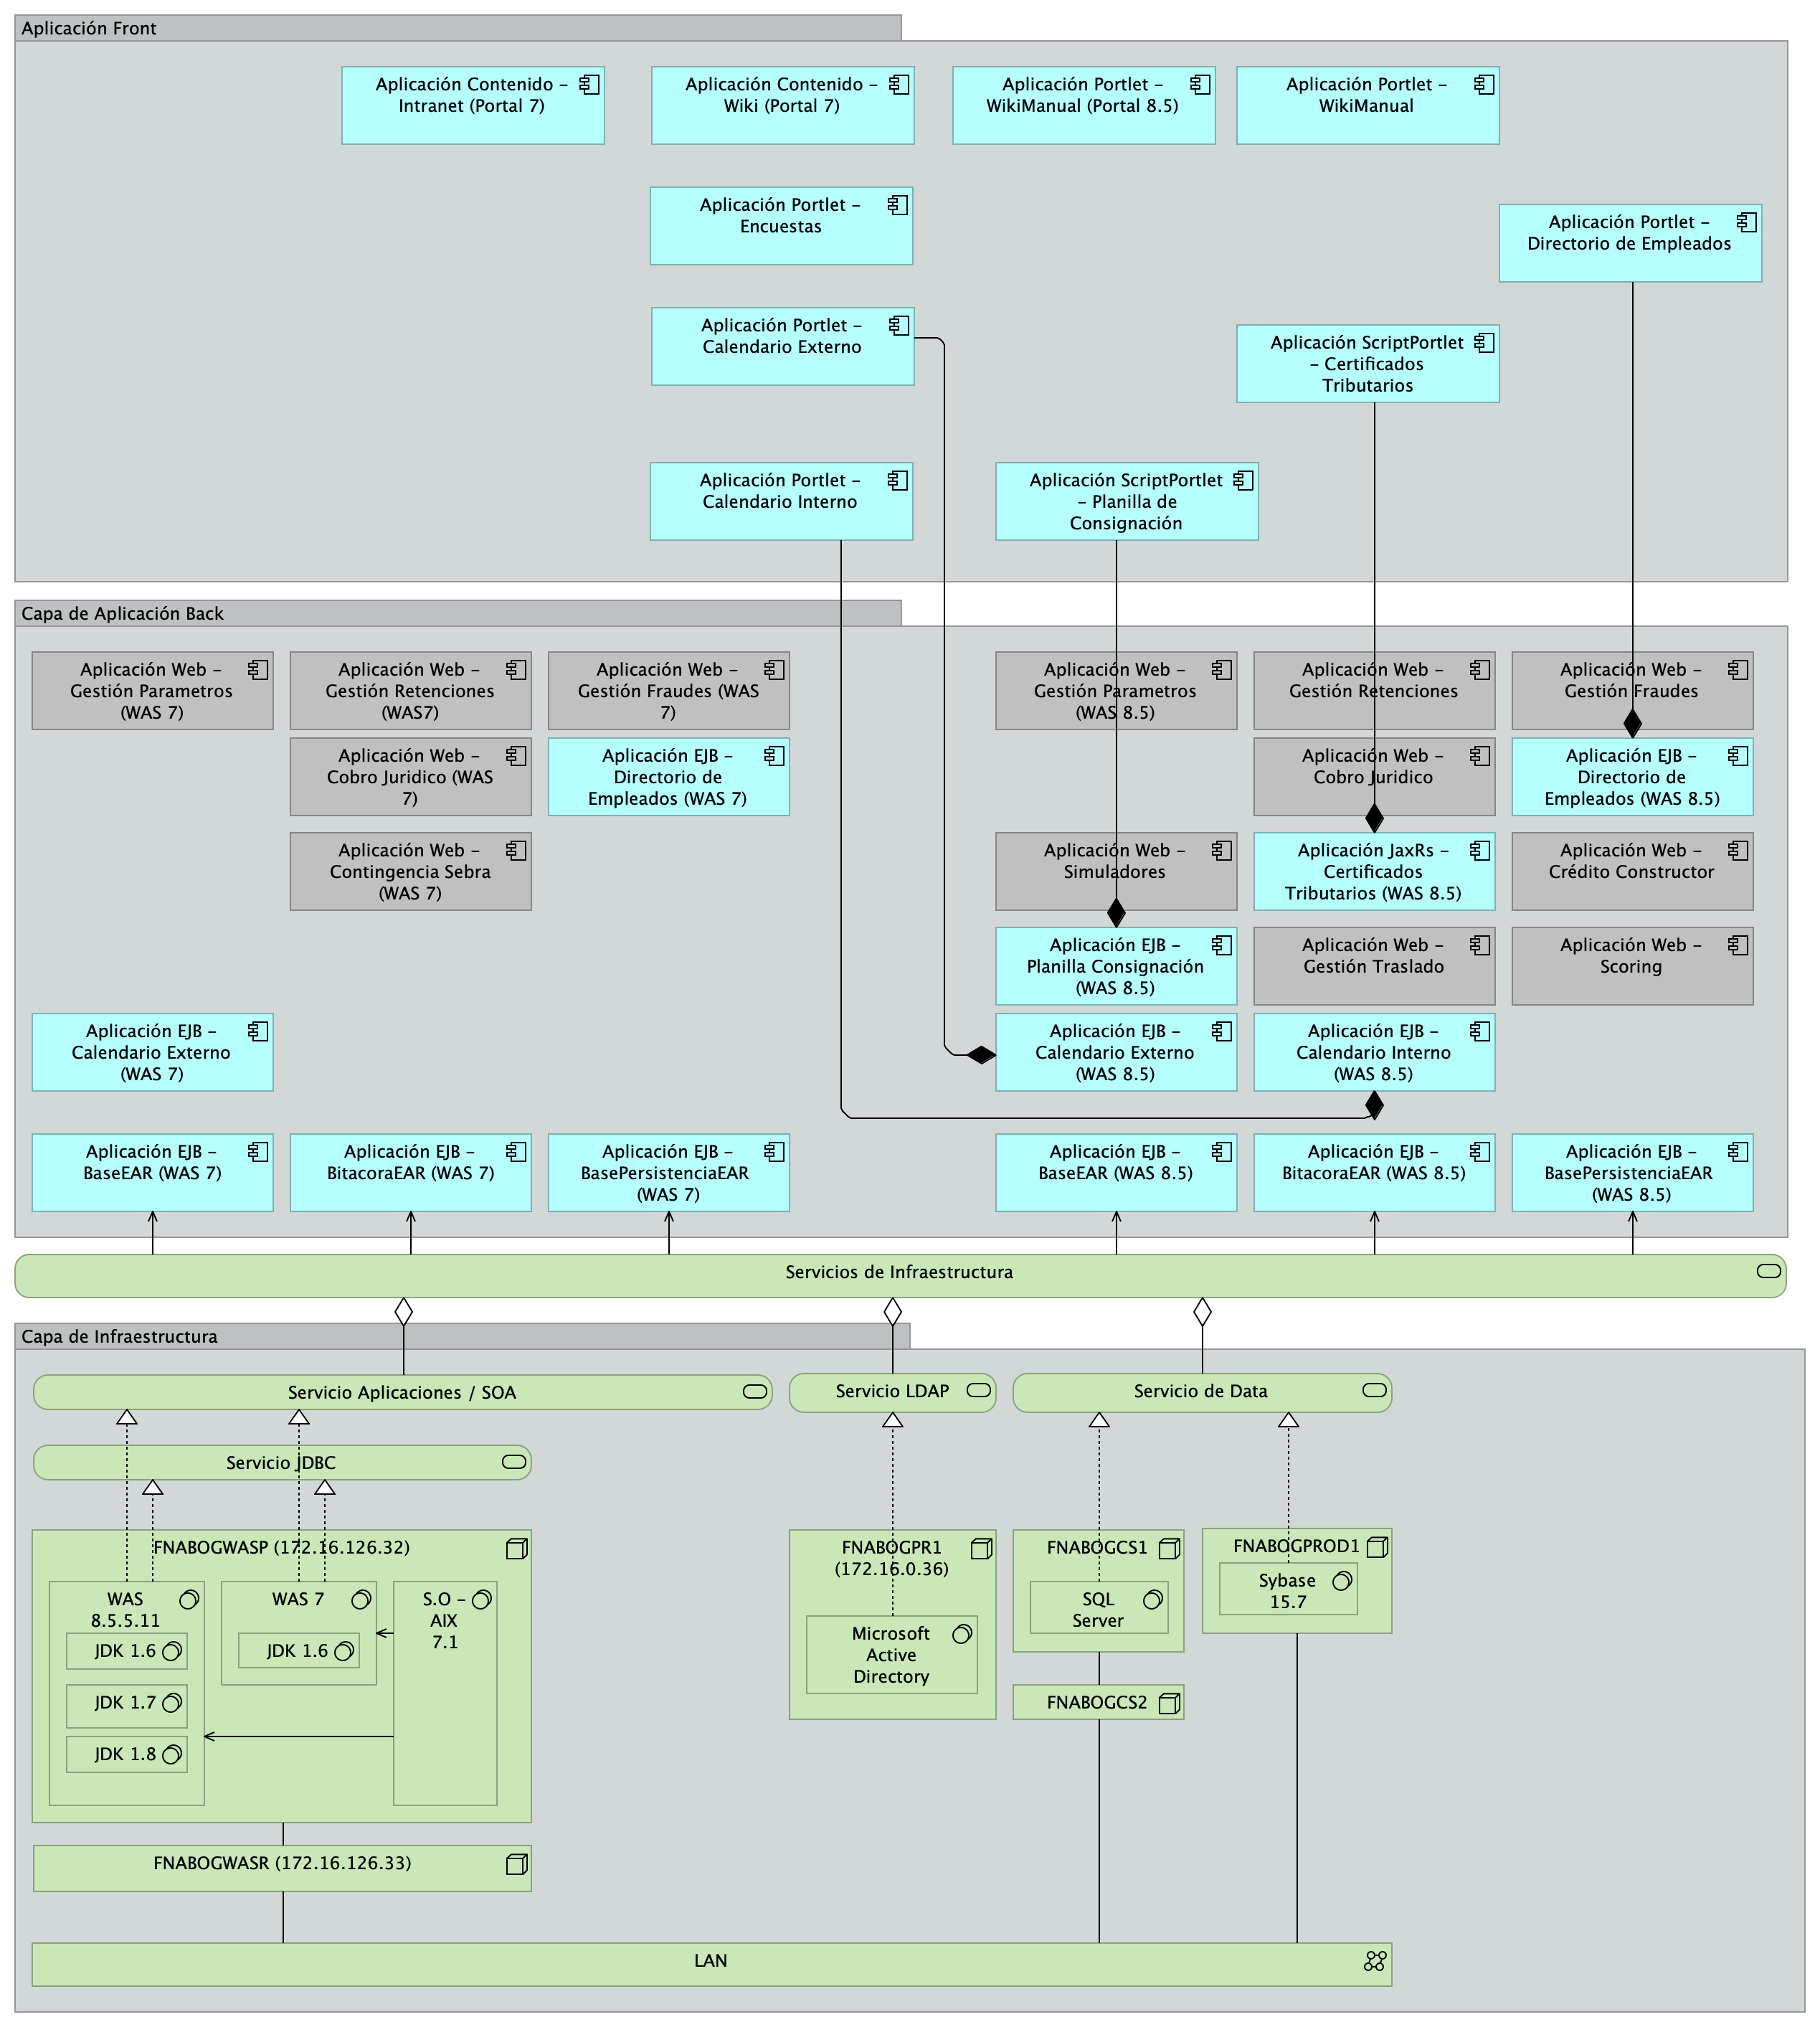 Aplicación Front
Aplicación Contenido –
Intranet (Portal 7)
Aplicación Contenido –
Wiki (Portal 7)
Aplicación Portlet –
WikiManual (Portal 8.5)
Aplicación Portlet –
WikiManual
Aplicación Portlet –
Encuestas
Aplicación Portlet –
Directorio de Empleados
Aplicación Portlet –
Calendario Externo
Aplicación ScriptPortlet
– Certificados
Tributarios
Aplicación Portlet –
Calendario Interno
Aplicación ScriptPortlet
– Planilla de
Consignación
Capa de Aplicación Back
Aplicación Web –
Gestión Parametros
(WAS 7)
Aplicación Web –
Gestión Retenciones
(WAS7)
Aplicación Web –
Gestión Fraudes (WAS
7)
Aplicación Web –
Gestión Parametros
(WAS 8.5)
Aplicación Web –
Gestión Retenciones
Aplicación Web –
Gestión Fraudes
Aplicación Web –
Cobro Juridico (WAS
7)
Aplicación EJB –
Directorio de
Empleados (WAS 7)
Aplicación Web –
Cobro Juridico
Aplicación EJB –
Directorio de
Empleados (WAS 8.5)
Aplicación Web –
Contingencia Sebra
(WAS 7)
Aplicación Web –
Simuladores
Aplicación JaxRs –
Certificados
Tributarios (WAS 8.5)
Aplicación Web –
Crédito Constructor
Aplicación EJB –
Planilla Consignación
(WAS 8.5)
Aplicación Web –
Gestión Traslado
Aplicación Web –
Scoring
Aplicación EJB –
Calendario Externo
(WAS 7)
Aplicación EJB –
Calendario Externo
(WAS 8.5)
Aplicación EJB –
Calendario Interno
(WAS 8.5)
Aplicación EJB –
BaseEAR (WAS 7)
Aplicación EJB –
BitacoraEAR (WAS 7)
Aplicación EJB –
BasePersistenciaEAR
(WAS 7)
Aplicación EJB –
BaseEAR (WAS 8.5)
Aplicación EJB –
BitacoraEAR (WAS 8.5)
Aplicación EJB –
BasePersistenciaEAR
(WAS 8.5)
Servicios de Infraestructura
Capa de Infraestructura
Servicio Aplicaciones / SOA
Servicio LDAP
Servicio de Data
Servicio JDBC
FNABOGWASP (172.16.126.32)
WAS
8.5.5.11
JDK 1.6
JDK 1.7
JDK 1.8
WAS 7
JDK 1.6
S.O –
AIX
7.1
FNABOGPR1
(172.16.0.36)
Microsoft
Active
Directory
FNABOGCS1
SQL
Server
FNABOGCS2
FNABOGPROD1
Sybase
15.7
FNABOGWASR (172.16.126.33)
LAN